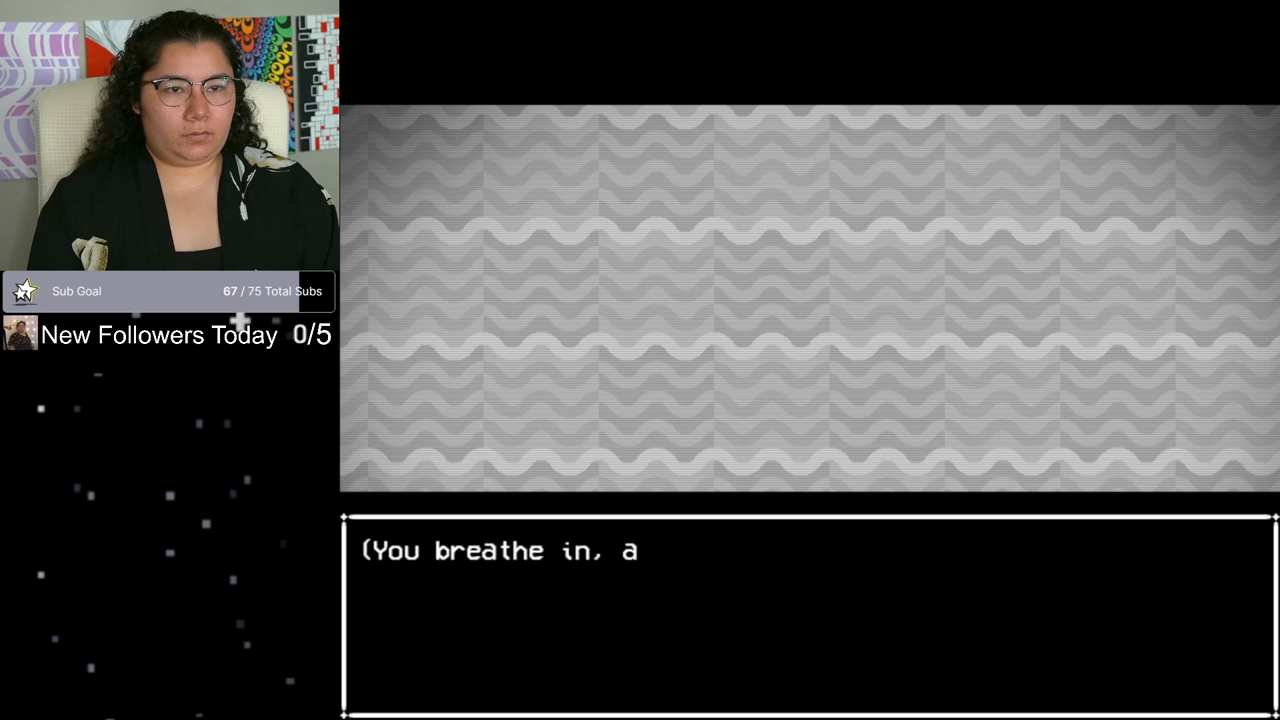 Sub Goal 67 / 75 Total Subs
New Followers Today 0/5
(You breathe in, a